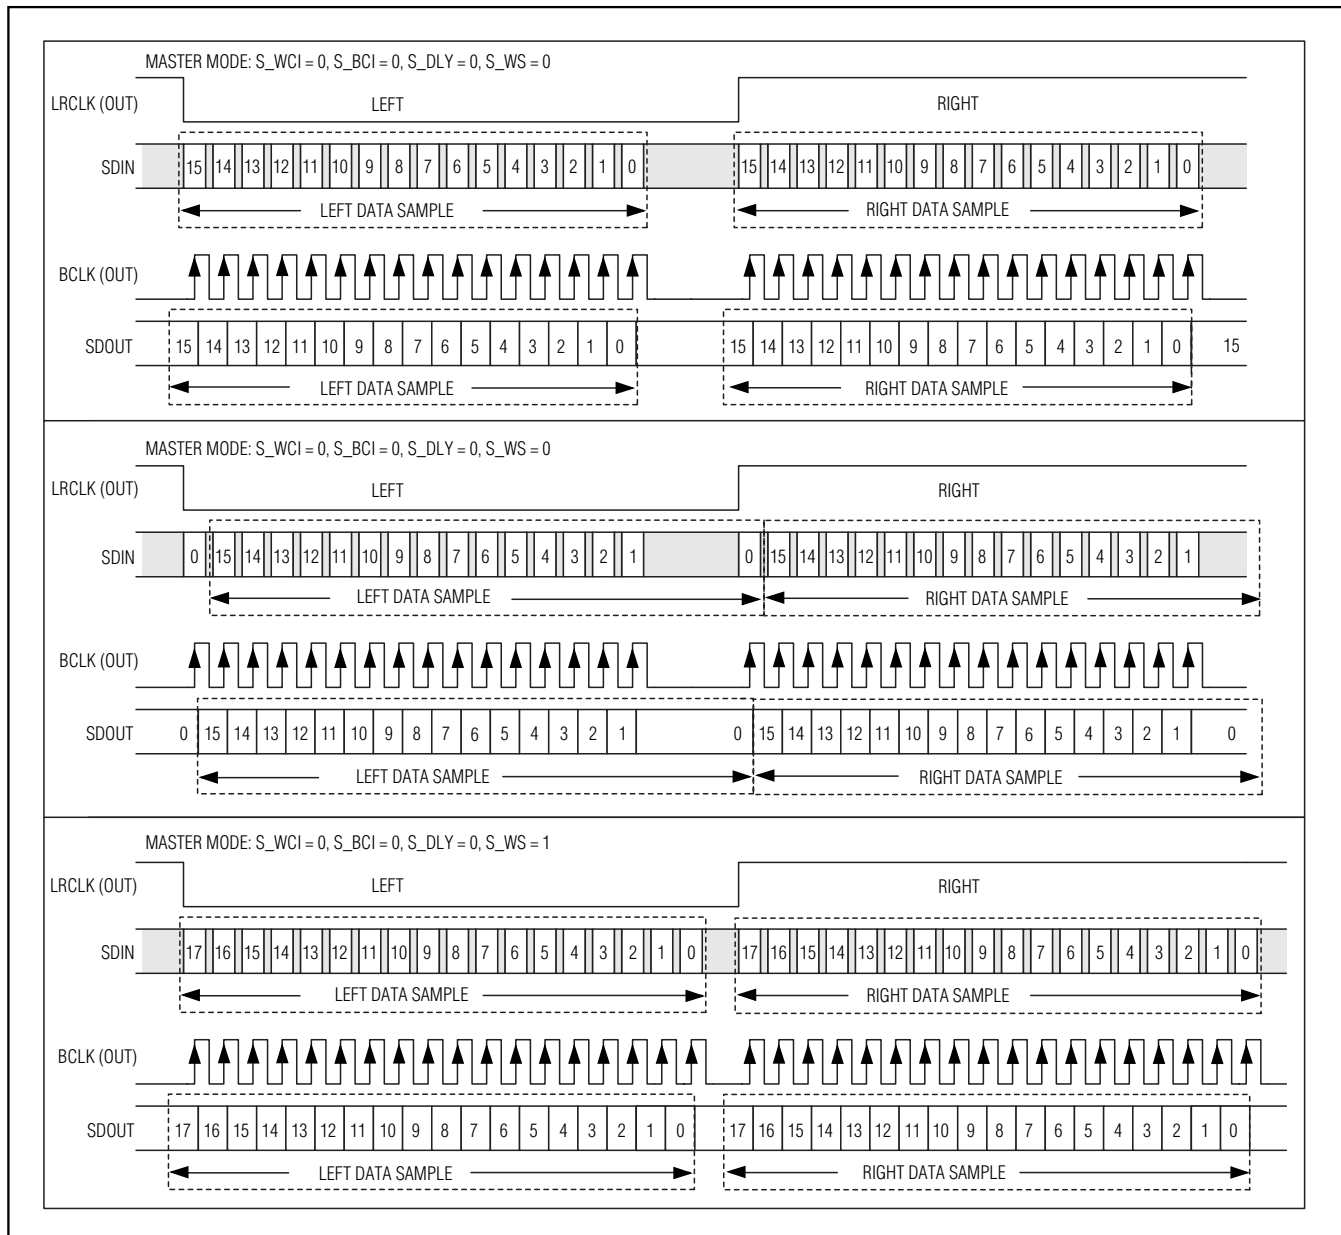 MASTER MODE: S_WCI = 0, S_BCI = 0, S_DLY = 0, S_WS = 0
LRCLK (OUT) LEFT RIGHT
SDIN 15 14 13 12 11 10 9 8 7 6 5 4 3 2 1 0 15 14 13 12 11 10 9 8 7 6 5 4 3 2 1 0
LEFT DATA SAMPLE RIGHT DATA SAMPLE
BCLK (OUT)
SDOUT 15 14 13 12 11 10 9 8 7 6 5 4 3 2 1 0 15 14 13 12 11 10 9 8 7 6 5 4 3 2 1 0 15
LEFT DATA SAMPLE RIGHT DATA SAMPLE
MASTER MODE: S_WCI = 0, S_BCI = 0, S_DLY = 0, S_WS = 0
LRCLK (OUT) LEFT RIGHT
SDIN 0 15 14 13 12 11 10 9 8 7 6 5 4 3 2 1 0 15 14 13 12 11 10 9 8 7 6 5 4 3 2 1
LEFT DATA SAMPLE RIGHT DATA SAMPLE
BCLK (OUT)
SDOUT 0 15 14 13 12 11 10 9 8 7 6 5 4 3 2 1 0 15 14 13 12 11 10 9 8 7 6 5 4 3 2 1 0
LEFT DATA SAMPLE RIGHT DATA SAMPLE
MASTER MODE: S_WCI = 0, S_BCI = 0, S_DLY = 0, S_WS = 1
LRCLK (OUT) LEFT RIGHT
SDIN 17 16 15 14 13 12 11 10 9 8 7 6 5 4 3 2 1 0 17 16 15 14 13 12 11 10 9 8 7 6 5 4 3 2 1 0
LEFT DATA SAMPLE RIGHT DATA SAMPLE
BCLK (OUT)
SDOUT 17 16 15 14 13 12 11 10 9 8 7 6 5 4 3 2 1 0 17 16 15 14 13 12 11 10 9 8 7 6 5 4 3 2 1 0
LEFT DATA SAMPLE RIGHT DATA SAMPLE